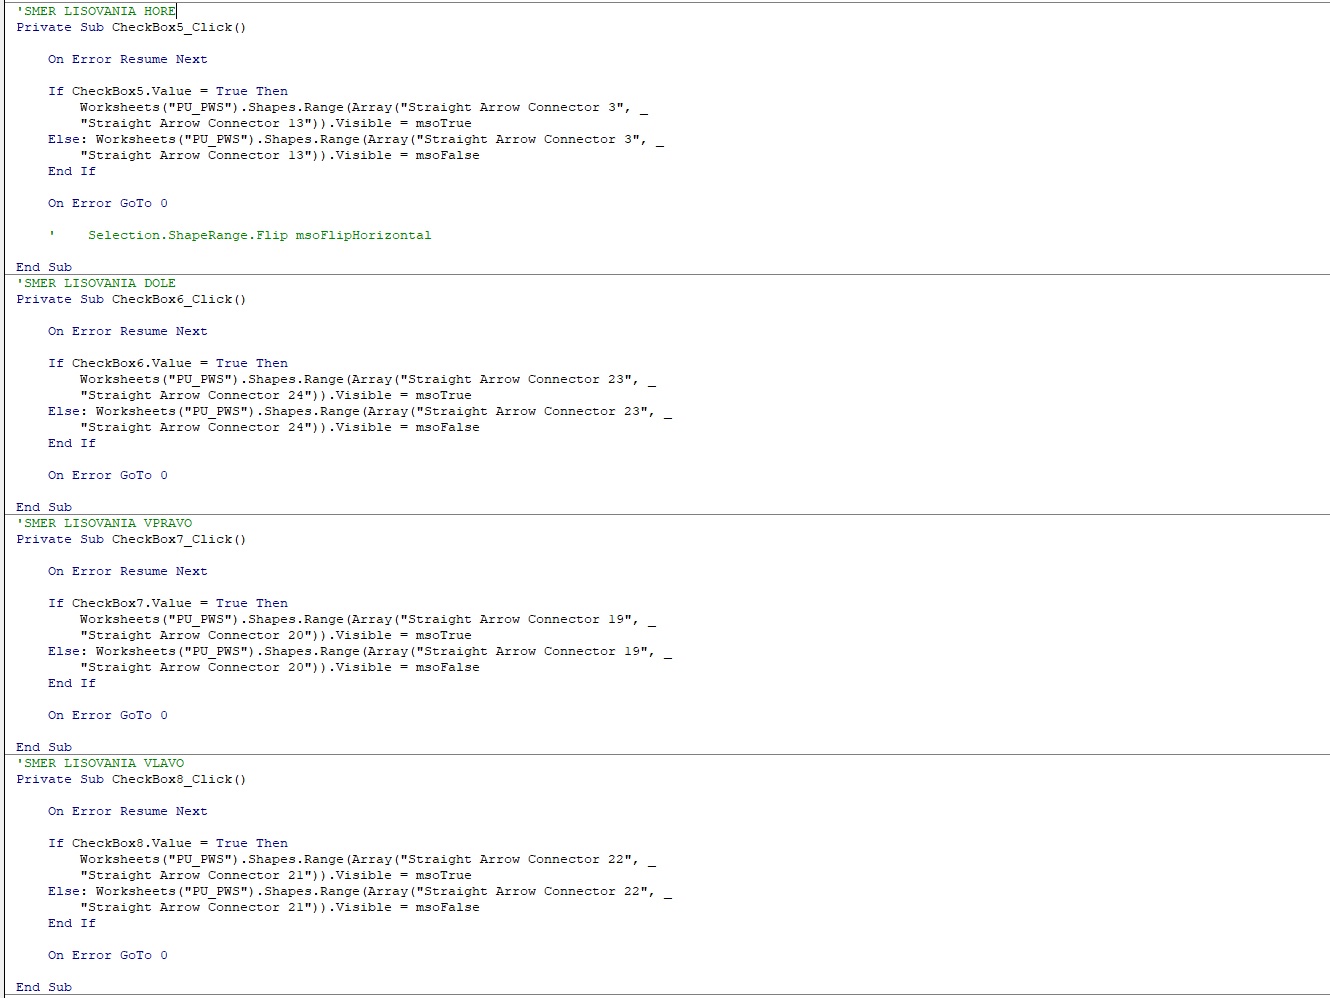 'SMER LISOVANIA HORE
Private Sub CheckBox5_Click()
On Error Resume Next
If CheckBox5.Value = True Then
Worksheets("PU_PWS").Shapes.Range(Array("Straight Arrow Connector 3", _
"Straight Arrow Connector 13")).Visible = msoTrue
Else: Worksheets("PU_PWS").Shapes.Range(Array("Straight Arrow Connector 3", _
"Straight Arrow Connector 13")).Visible = msoFalse
End If
On Error GoTo 0
'    Selection.ShapeRange.Flip msoFlipHorizontal
End Sub
'SMER LISOVANIA DOLE
Private Sub CheckBox6_Click()
On Error Resume Next
If CheckBox6.Value = True Then
Worksheets("PU_PWS").Shapes.Range(Array("Straight Arrow Connector 23", _
"Straight Arrow Connector 24")).Visible = msoTrue
Else: Worksheets("PU_PWS").Shapes.Range(Array("Straight Arrow Connector 23", _
"Straight Arrow Connector 24")).Visible = msoFalse
End If
On Error GoTo 0
End Sub
'SMER LISOVANIA VPRAVO
Private Sub CheckBox7_Click()
On Error Resume Next
If CheckBox7.Value = True Then
Worksheets("PU_PWS").Shapes.Range(Array("Straight Arrow Connector 19", _
"Straight Arrow Connector 20")).Visible = msoTrue
Else: Worksheets("PU_PWS").Shapes.Range(Array("Straight Arrow Connector 19", _
"Straight Arrow Connector 20")).Visible = msoFalse
End If
On Error GoTo 0
End Sub
'SMER LISOVANIA VLAVO
Private Sub CheckBox8_Click()
On Error Resume Next
If CheckBox8.Value = True Then
Worksheets("PU_PWS").Shapes.Range(Array("Straight Arrow Connector 22", _
"Straight Arrow Connector 21")).Visible = msoTrue
Else: Worksheets("PU_PWS").Shapes.Range(Array("Straight Arrow Connector 22", _
"Straight Arrow Connector 21")).Visible = msoFalse
End If
On Error GoTo 0
End Sub